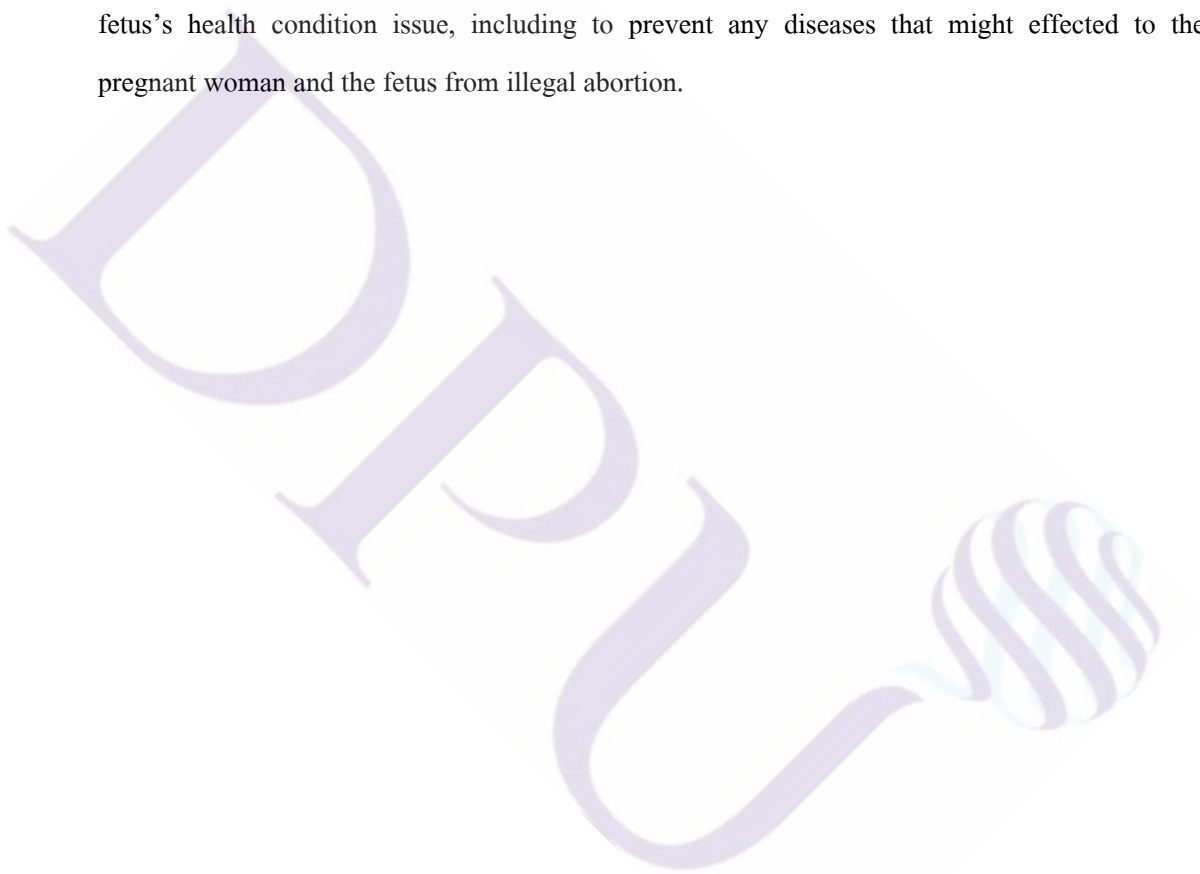 fetus’s health condition issue, including to prevent any diseases that might effected to the
pregnant woman and the fetus from illegal abortion.
DPU